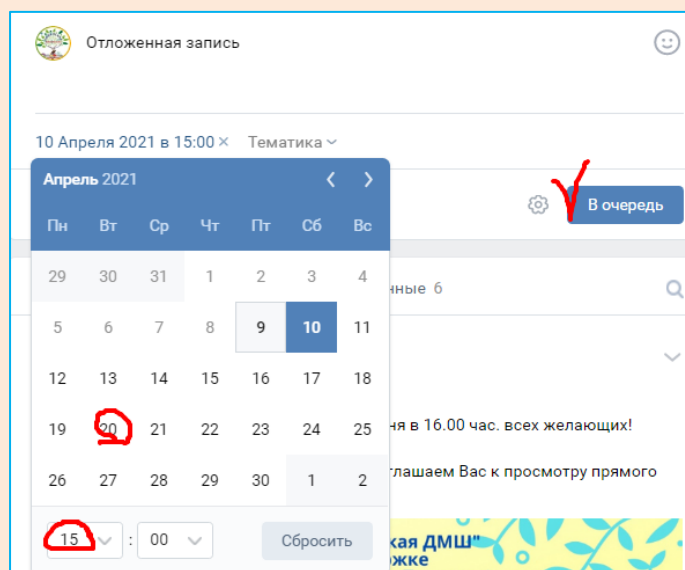 Отложенная запись
10 Апреля 2021 в 15:00 × Тематика
Апрель 2021
В очередь
Пн Вт Ср Чт Пт Сб Вс
29 30 31 1 2 3 4
нные 6
5 6 7 8 9 10 11
12 13 14 15 16 17 18
19 20 21 22 23 24 25
ня в 16.00 час. всех желающих!
26 27 28 29 30 1 2
глашаем Вас к просмотру прямого
15 : 00 Сбросить
кая ДМШ"
жке